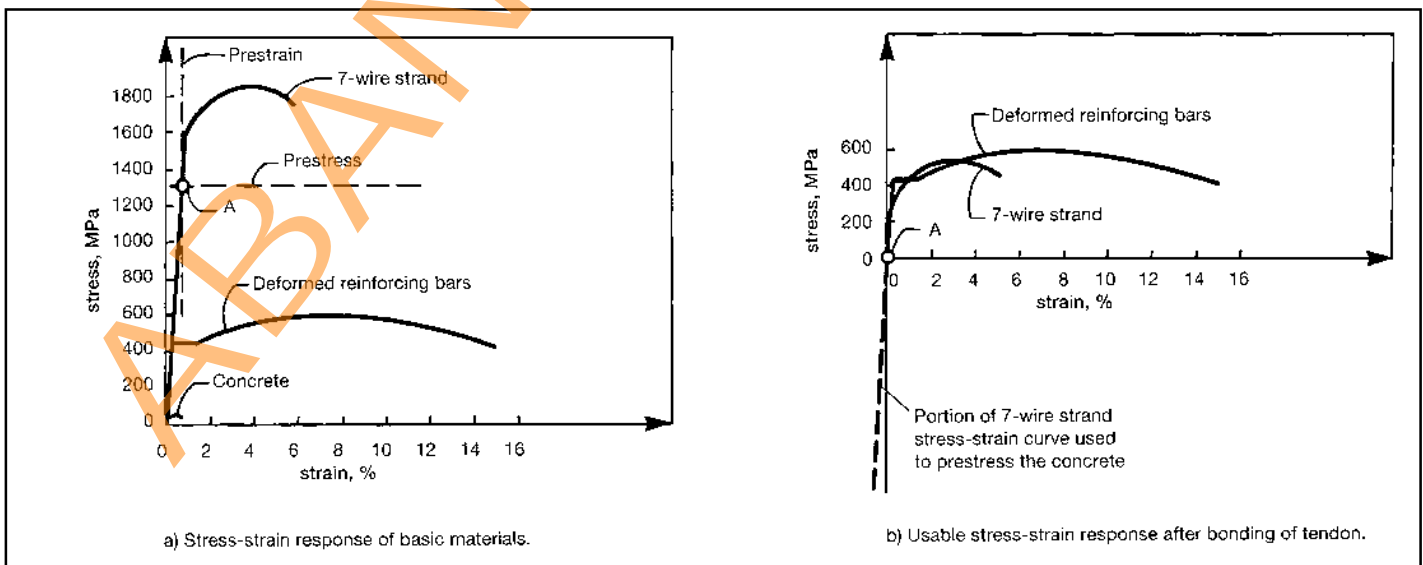 Prestrain
7-wire strand
1800
1600
1400
Prestress
A
1200
1000
stress, MPa
800
Deformed reinforcing bars
600
400
Concrete
200
0
0 2 4 6 8 10 12 14 16
strain, %
a) Stress-strain response of basic materials.
Deformed reinforcing bars
600
400
7-wire strand
stress, MPa
200
A
0
0 2 4 6 8 10 12 14 16
strain, %
Portion of 7-wire strand
stress-strain curve used
to prestress the concrete
b) Usable stress-strain response after bonding of tendon.
ABAN